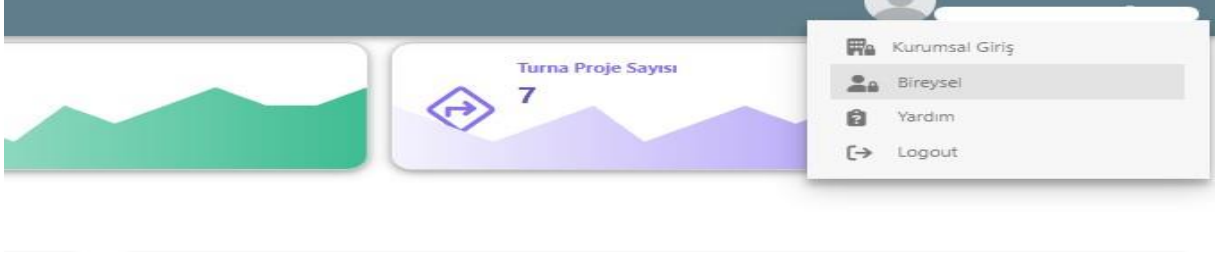 Turna Proje Sayısı
7
Kurumsal Giriş
Bireysel
Yardım
Logout